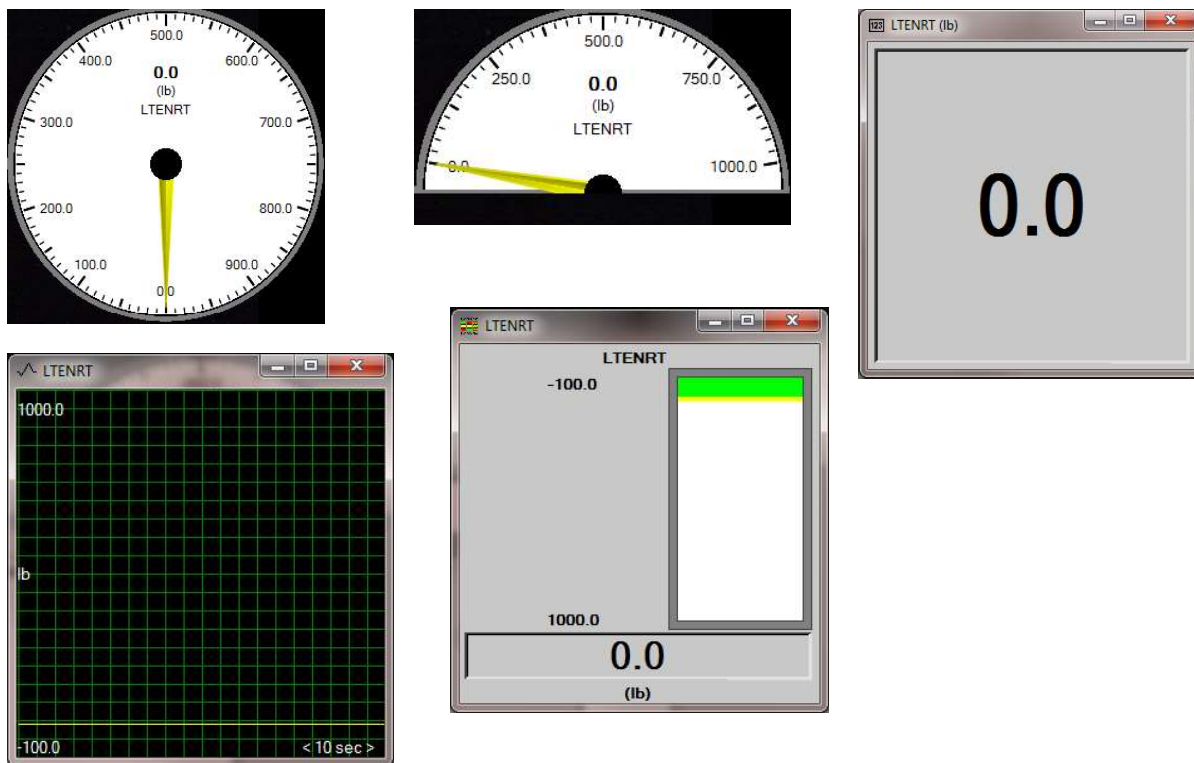 500.0
400.0
600.0
0.0
(lb)
LTENRT
300.0
700.0
200.0
800.0
100.0
900.0
0.0
500.0
250.0
750.0
0.0
(lb)
LTENRT
0.0
1000.0
LTENRT (lb)
0.0
LTENRT
1000.0
lb
-100.0
< 10 sec >
LTENRT
LTENRT
-100.0
1000.0
0.0
(lb)